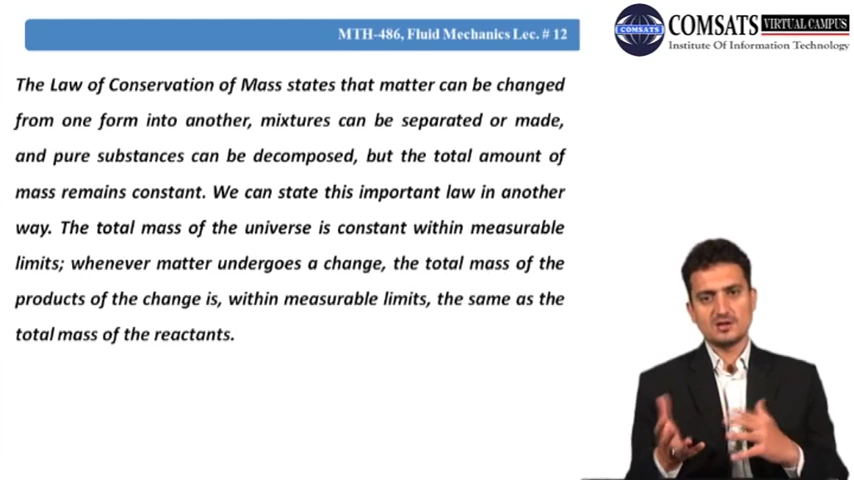 MTH-486, Fluid Mechanics Lec. # 12
COMSATS VIRTUAL CAMPUS
Institute Of Information Technology
COMSATS
The Law of Conservation of Mass states that matter can be changed
from one form into another, mixtures can be separated or made,
and pure substances can be decomposed, but the total amount of
mass remains constant. We can state this important law in another
way. The total mass of the universe is constant within measurable
limits; whenever matter undergoes a change, the total mass of the
products of the change is, within measurable limits, the same as the
total mass of the reactants.